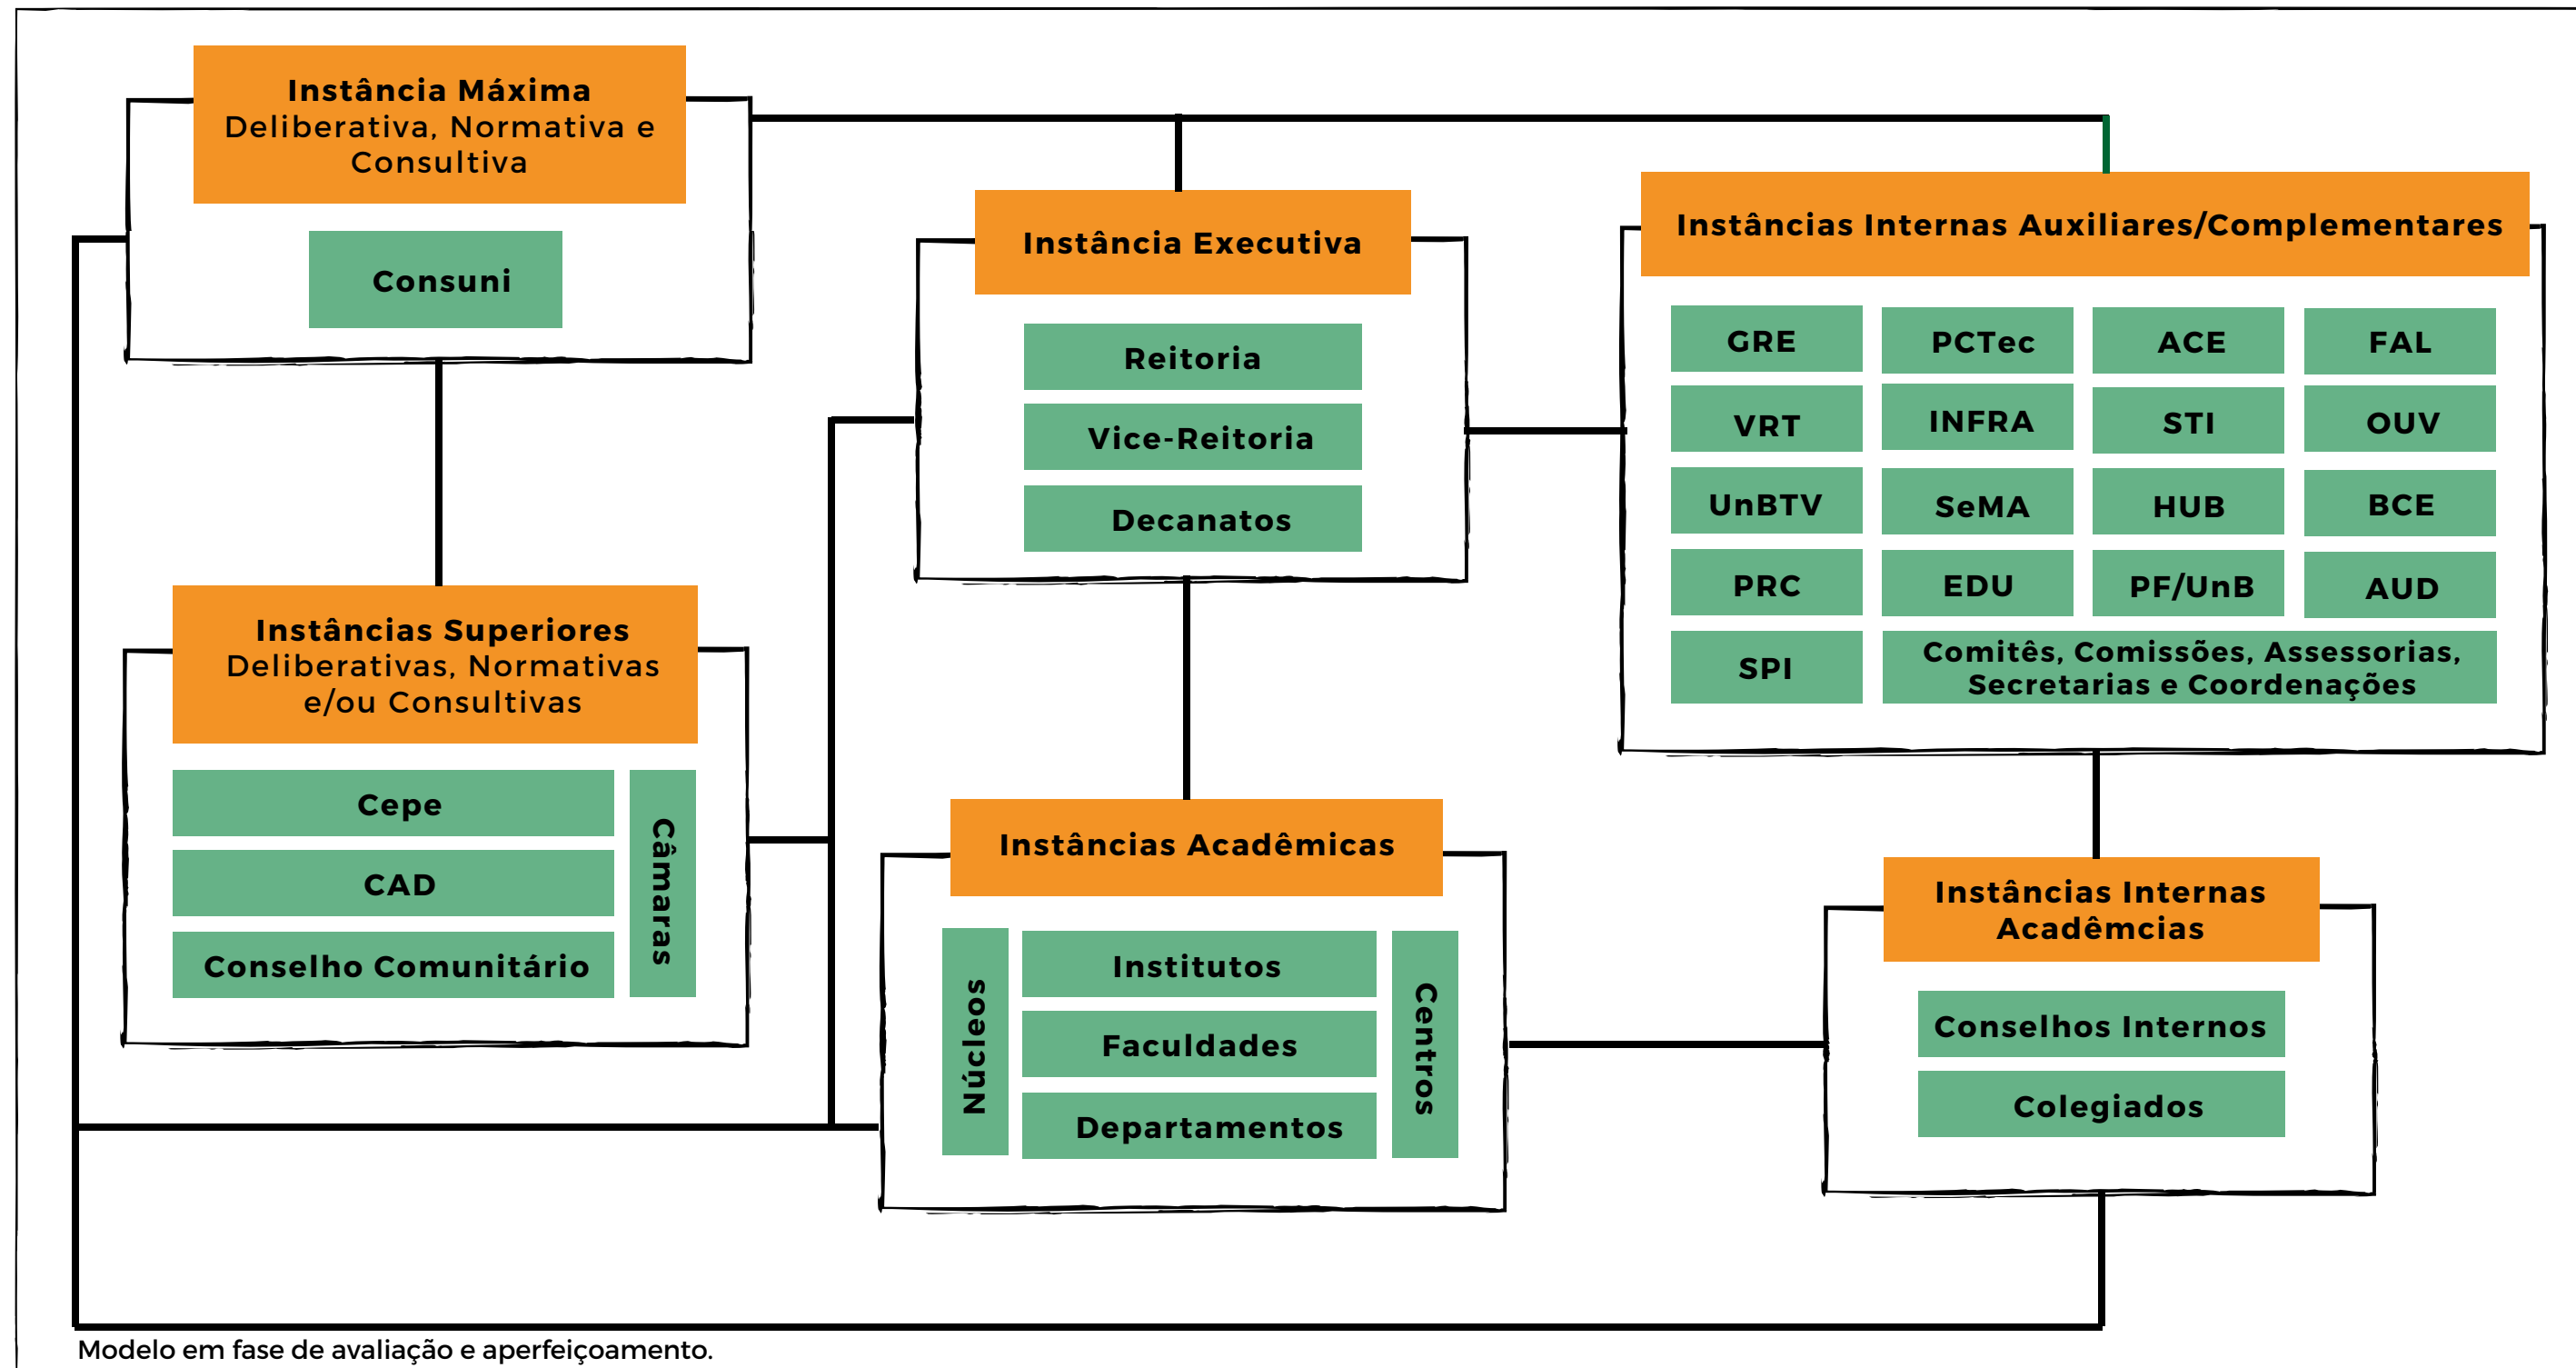 Instância Máxima
Deliberativa, Normativa e
Consultiva
Consuni
Instância Executiva
Reitoria
Vice-Reitoria
Decanatos
Instâncias Internas Auxiliares/Complementares
GRE
PCTec
ACE
FAL
VRT
INFRA
STI
OUV
UnBTV
SeMA
HUB
BCE
PRC
EDU
PF/UnB
AUD
SPI
Comitês, Comissões, Assessorias,
Secretarias e Coordenações
Instâncias Superiores
Deliberativas, Normativas
e/ou Consultivas
Cepe
CAD
Conselho Comunitário
Câmaras
Instâncias Acadêmicas
Núcleos
Institutos
Faculdades
Departamentos
Centros
Instâncias Internas
Acadêmcias
Conselhos Internos
Colegiados
Modelo em fase de avaliação e aperfeiçoamento.